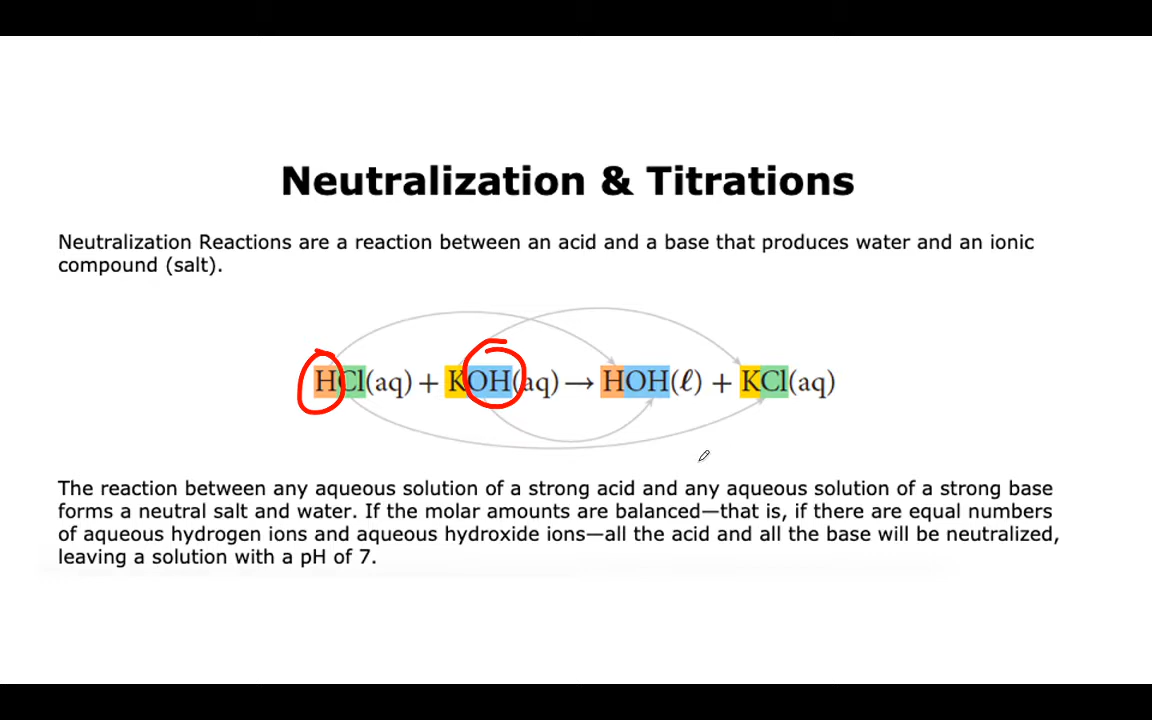 Neutralization & Titrations
Neutralization Reactions are a reaction between an acid and a base that produces water and an ionic
compound (salt).
HCl(aq) + KOH(aq) → HOH(ℓ) + KCl(aq)
The reaction between any aqueous solution of a strong acid and any aqueous solution of a strong base
forms a neutral salt and water. If the molar amounts are balanced—that is, if there are equal numbers
of aqueous hydrogen ions and aqueous hydroxide ions—all the acid and all the base will be neutralized,
leaving a solution with a pH of 7.